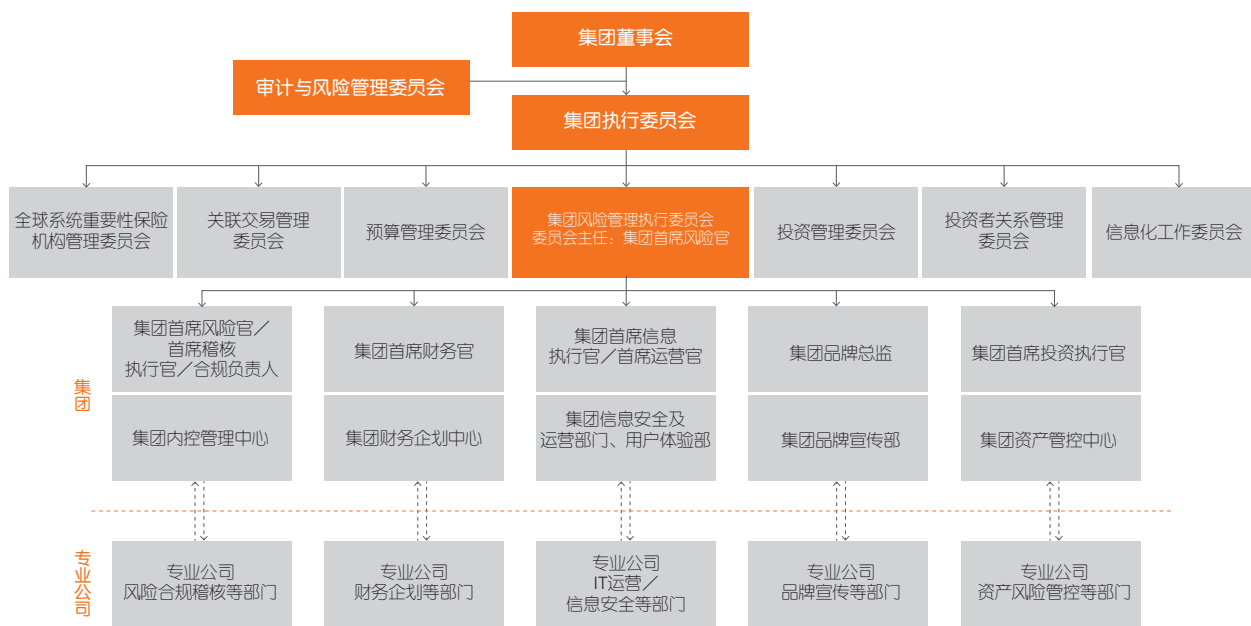 集团董事会
审计与风险管理委员会
集团执行委员会
全球系统重要性保险
机构管理委员会
关联交易管理
委员会
预算管理委员会
集团风险管理执行委员会
委员会主任：集团首席风险官
投资管理委员会
投资者关系管理
委员会
信息化工作委员会
集团
集团首席风险官／
首席稽核
执行官／合规负责人
集团首席财务官
集团首席信息
执行官／首席运营官
集团品牌总监
集团首席投资执行官
集团内控管理中心
集团财务企划中心
集团信息安全及
运营部门、用户体验部
集团品牌宣传部
集团资产管控中心
专业公司
专业公司
风险合规稽核等部门
专业公司
财务企划等部门
专业公司
IT运营／
信息安全等部门
专业公司
品牌宣传等部门
专业公司
资产风险管控等部门